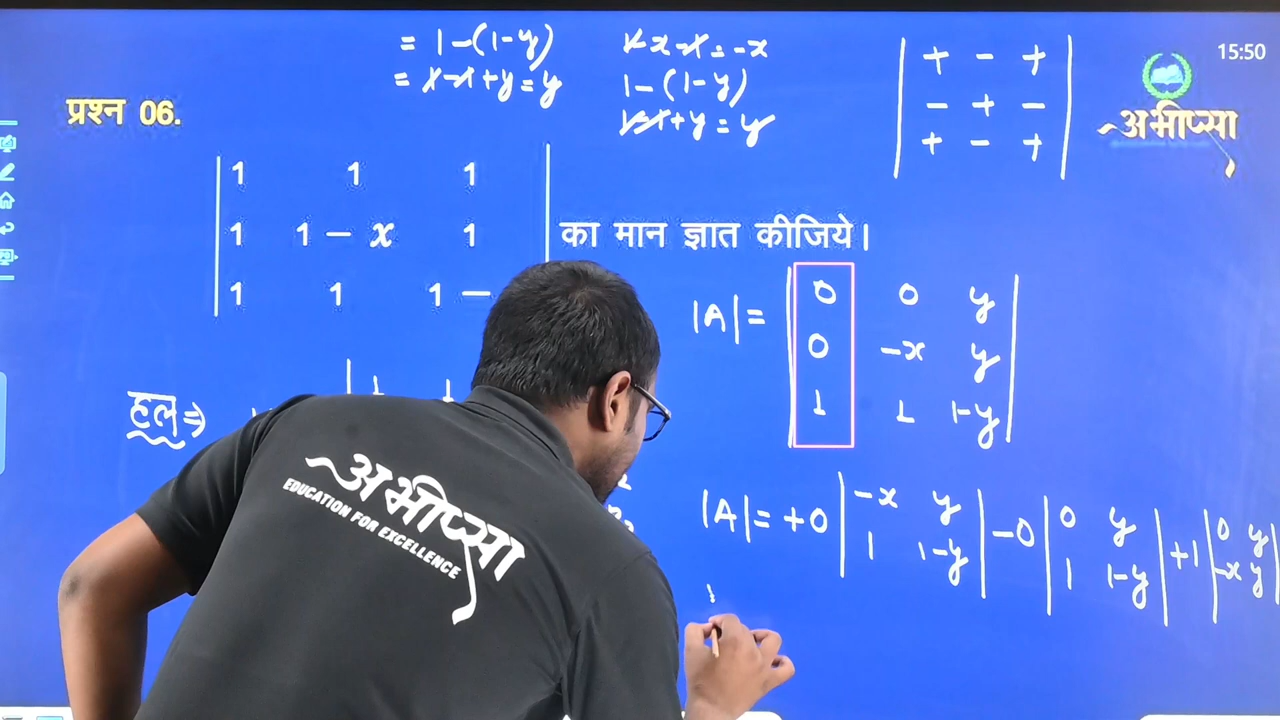 = 1-(1-y)
= x-x+y=y
x-x-x=-x
1-(1-y)
x-x+y=y
+ - +
- + -
+ - +
15:50
अभीप्सा
प्रश्न 06.
1 1 1
1 1 − x 1
1 1 1 −
का मान ज्ञात कीजिये।
|A|=
0 0 y
0 -x y
1 1 1-y
हल⇒
|A|= +0 |-x y| -0 |0 y| +1 |0 y|
|1 1-y| |1 1-y| |-x y|
अभीप्सा
EDUCATION FOR EXCELLENCE